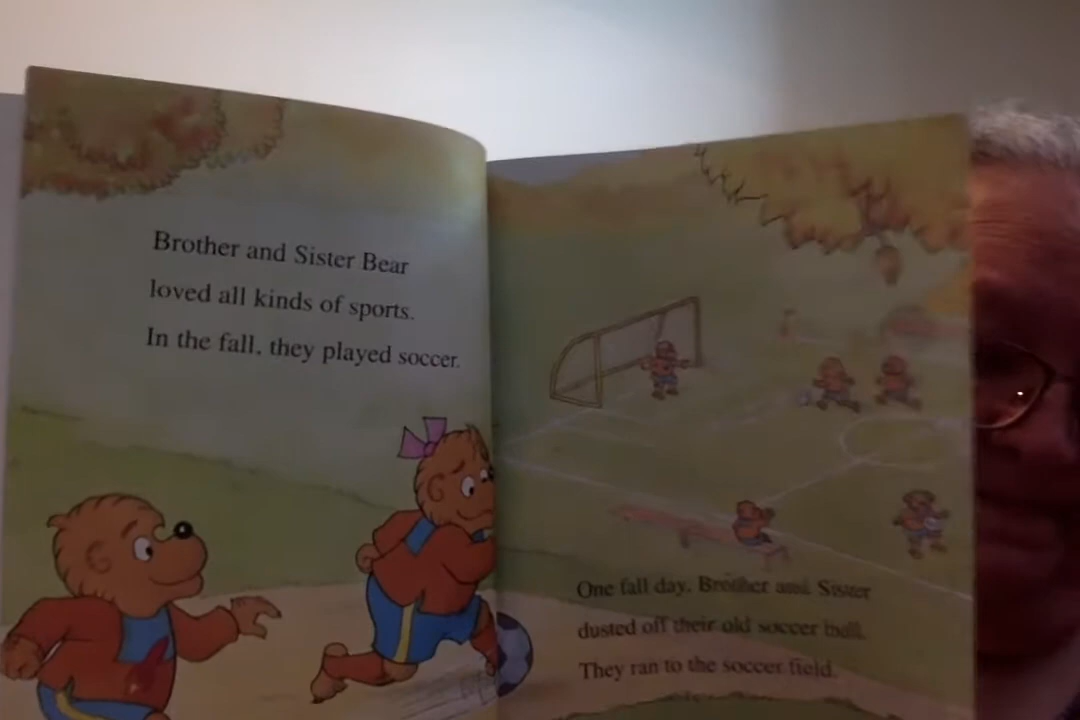 Brother and Sister Bear
loved all kinds of sports.
In the fall, they played soccer.
One fall day, Brother and Sister
dusted off their old soccer ball.
They ran to the soccer field.